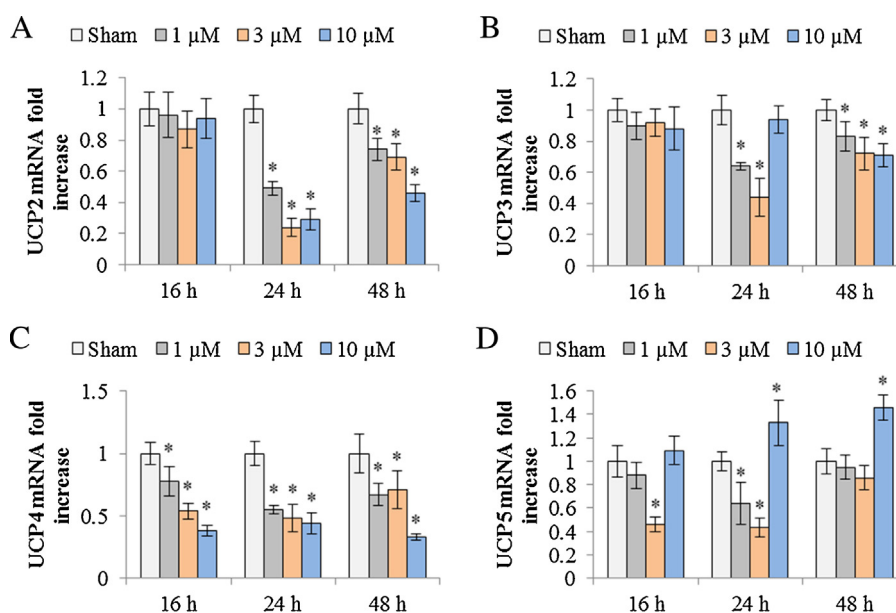 A
Sham 1 µM 3 µM 10 µM
UCP2 mRNA fold
increase
1.2
1
0.8
0.6
0.4
0.2
0
* * *
* * *
16 h 24 h 48 h
B
Sham 1 µM 3 µM 10 µM
UCP3 mRNA fold
increase
1.2
1
0.8
0.6
0.4
0.2
0
* *
* * *
16 h 24 h 48 h
C
Sham 1 µM 3 µM 10 µM
UCP4 mRNA fold
increase
1.5
1
0.5
0
* * *
* * *
* * *
16 h 24 h 48 h
D
Sham 1 µM 3 µM 10 µM
UCP5 mRNA fold
increase
1.6
1.4
1.2
1
0.8
0.6
0.4
0.2
0
*
* * *
*
16 h 24 h 48 h